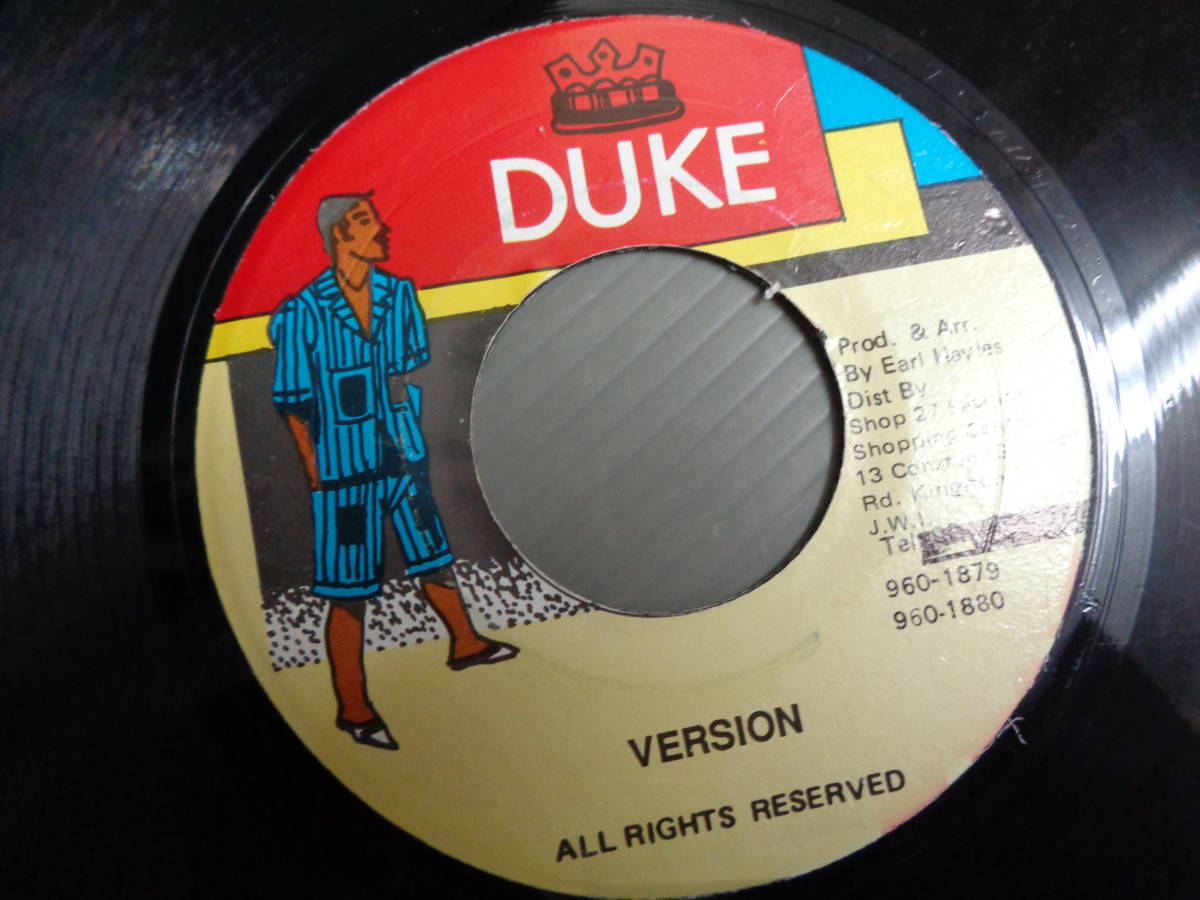 DUKE
Prod. & Arr.
By Earl Hayles
Dist By
Shop 27
Shopping
13
Rd.
J.W.I.
Tel
960-1879
960-1880
VERSION
ALL RIGHTS RESERVED